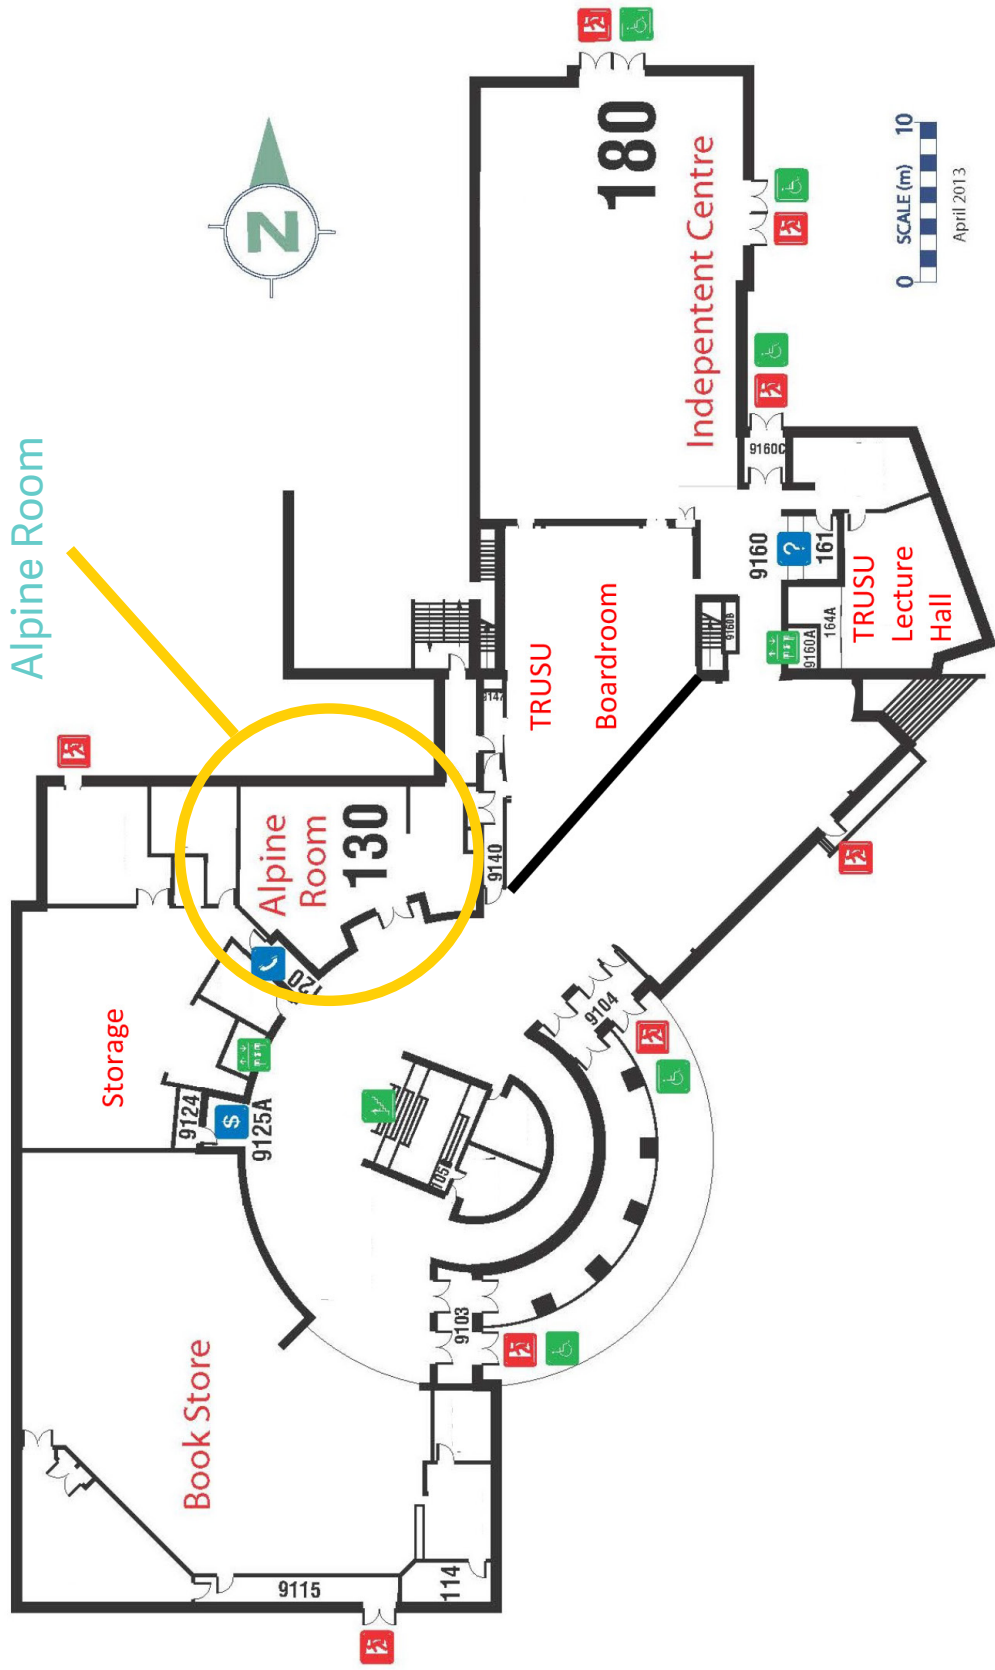 Alpine Room
N
180
Indepentent Centre
SCALE (m)
0 10
April 2013
9160C
9160
?
161
164A
9160A
9160B
TRUSU
Lecture
Hall
TRUSU
Boardroom
9147
9140
Alpine
Room
130
120
Storage
9124
$
9125A
9104
105
9103
Book Store
9115
114